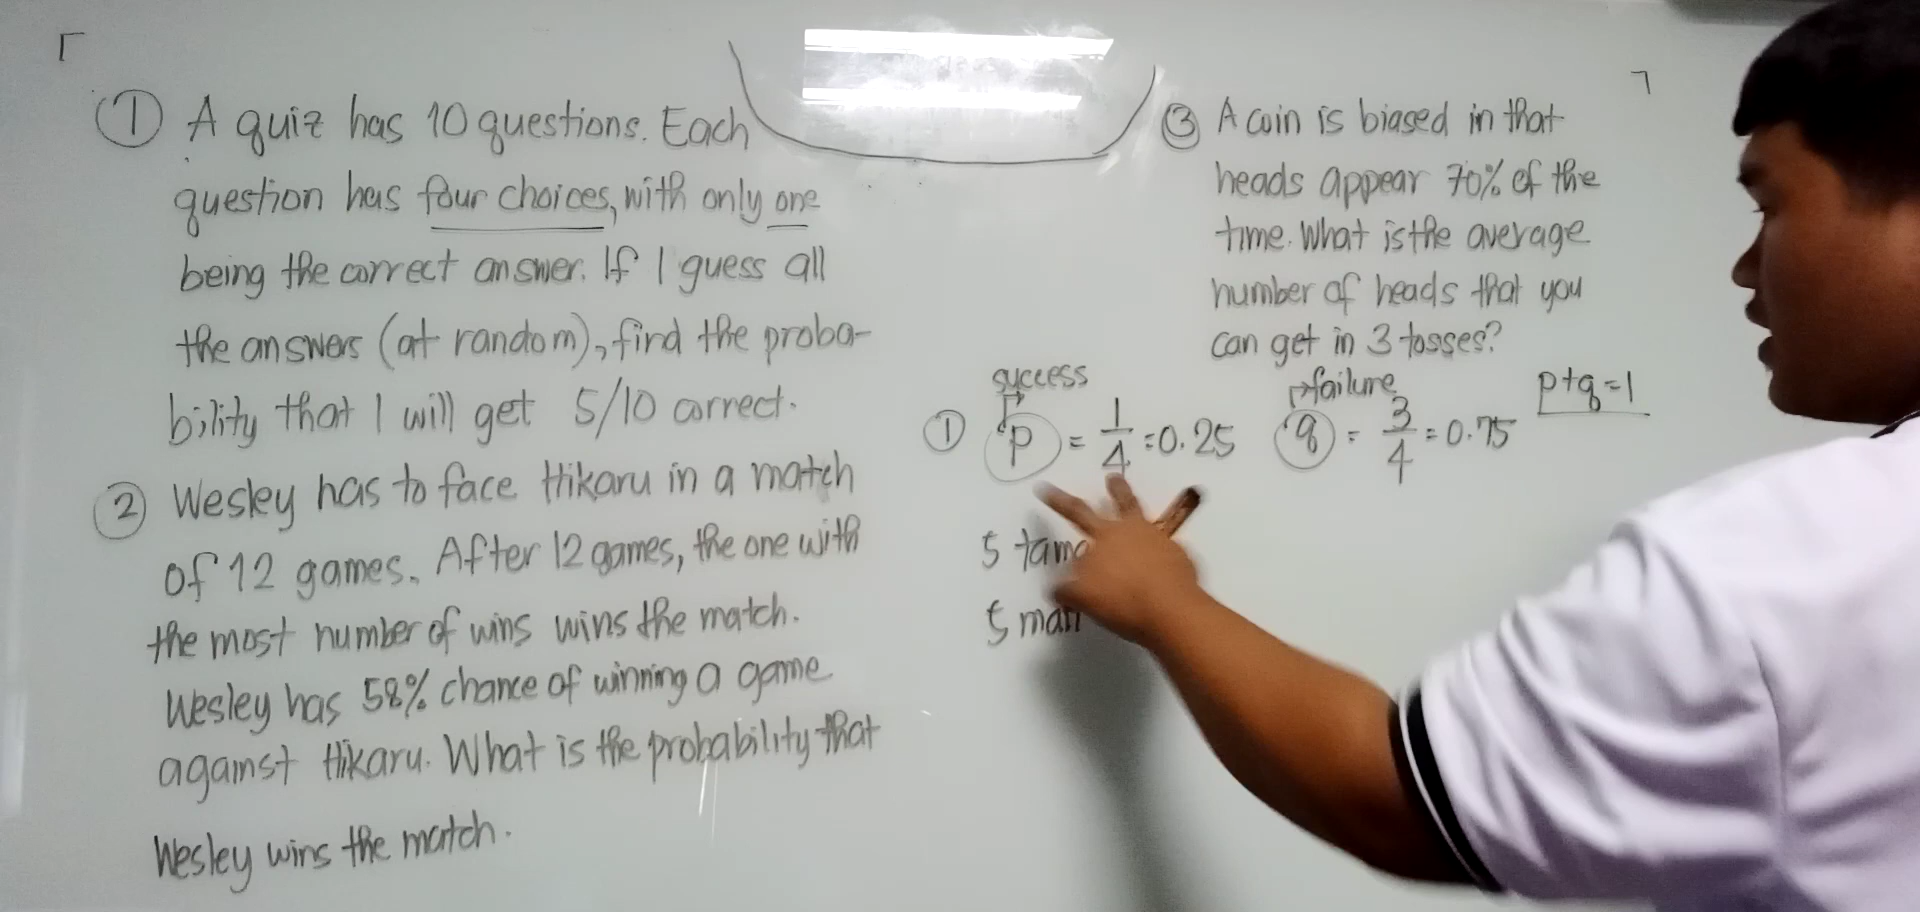 ① A quiz has 10 questions. Each
question has four choices, with only one
being the correct answer. If I guess all
the answers (at random), find the proba-
bility that I will get 5/10 correct.
② Wesley has to face Hikaru in a match
of 12 games. After 12 games, the one with
the most number of wins wins the match.
Wesley has 58% chance of winning a game
against Hikaru. What is the probability that
Wesley wins the match.
③ A coin is biased in that
heads appear 70% of the
time. What is the average
number of heads that you
can get in 3 tosses?
success
failure
p+q=1
① p = 1/4 = 0.25 q = 3/4 = 0.75
5
5